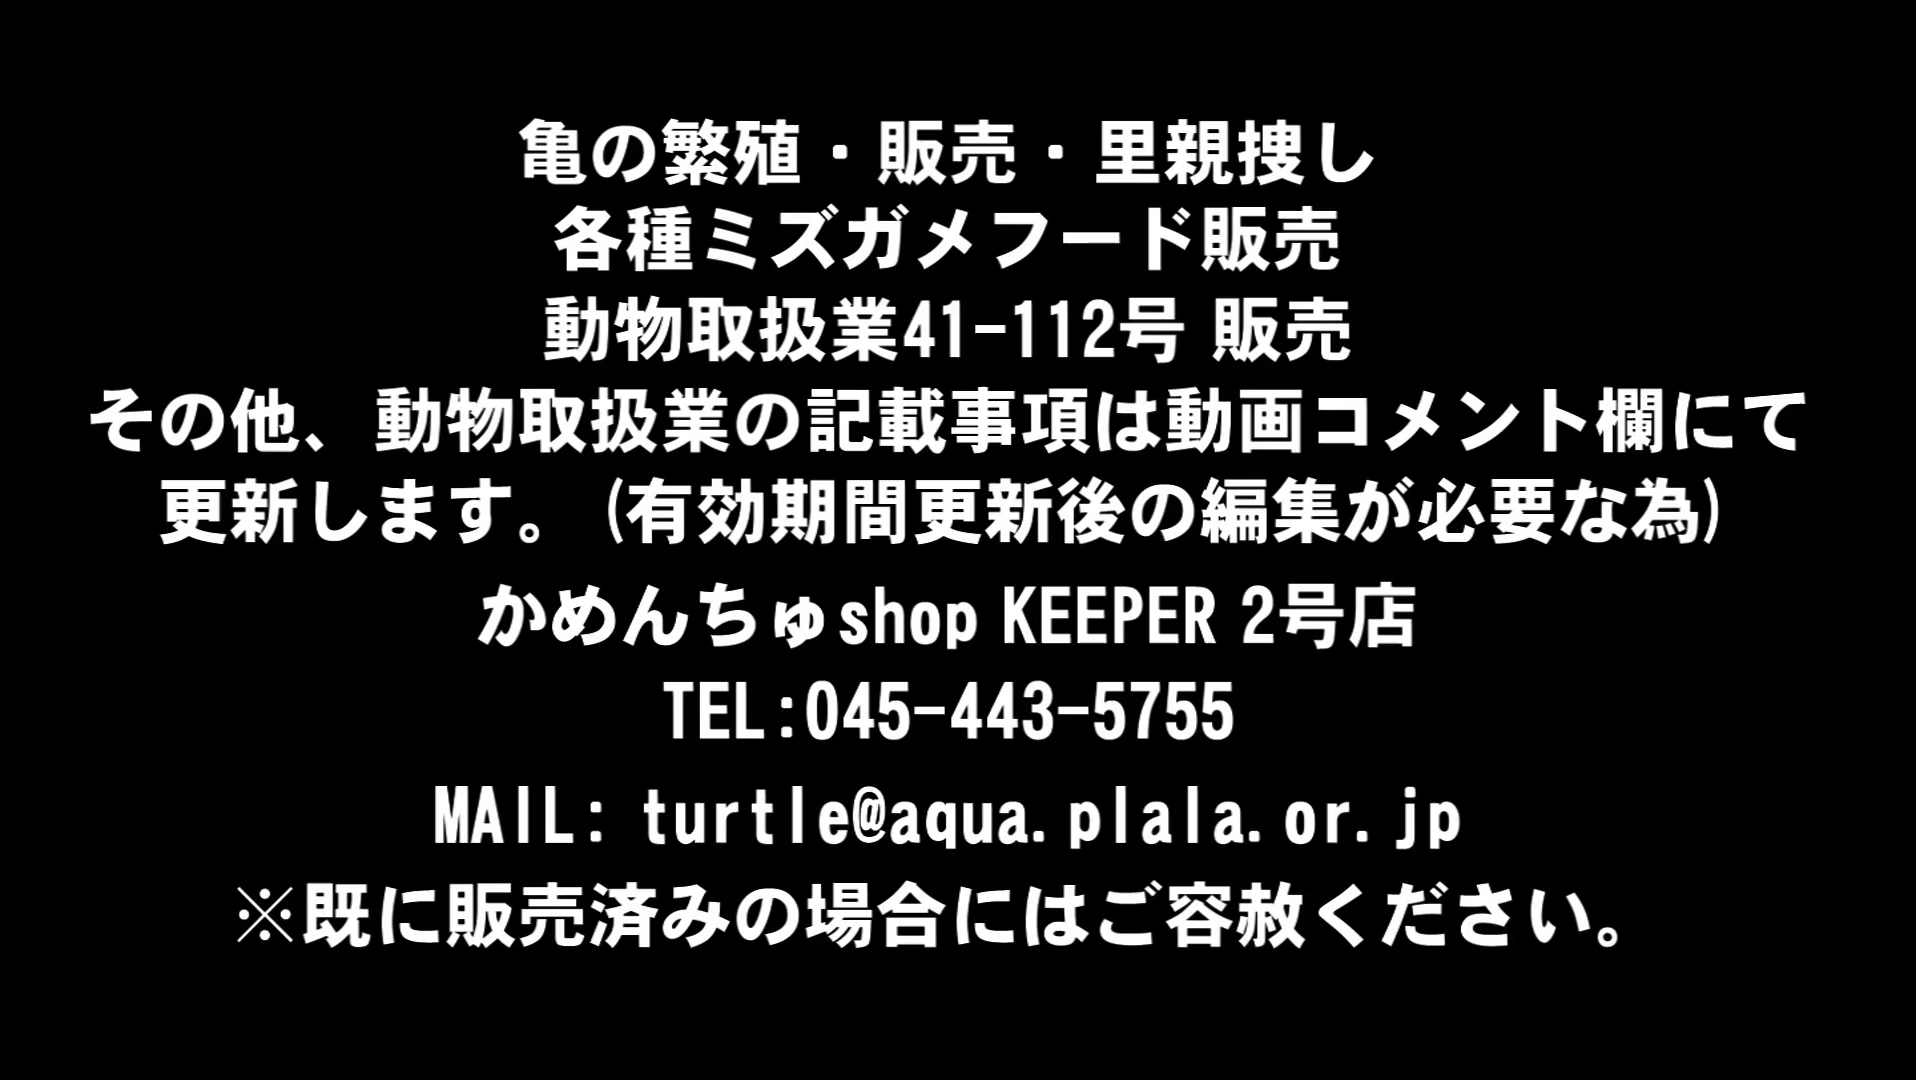 亀の繁殖・販売・里親捜し
各種ミズガメフード販売
動物取扱業41-112号 販売
その他、動物取扱業の記載事項は動画コメント欄にて
更新します。(有効期間更新後の編集が必要な為)
かめんちゅshop KEEPER 2号店
TEL:045-443-5755
MAIL: turtle@aqua.plala.or.jp
※既に販売済みの場合にはご容赦ください。